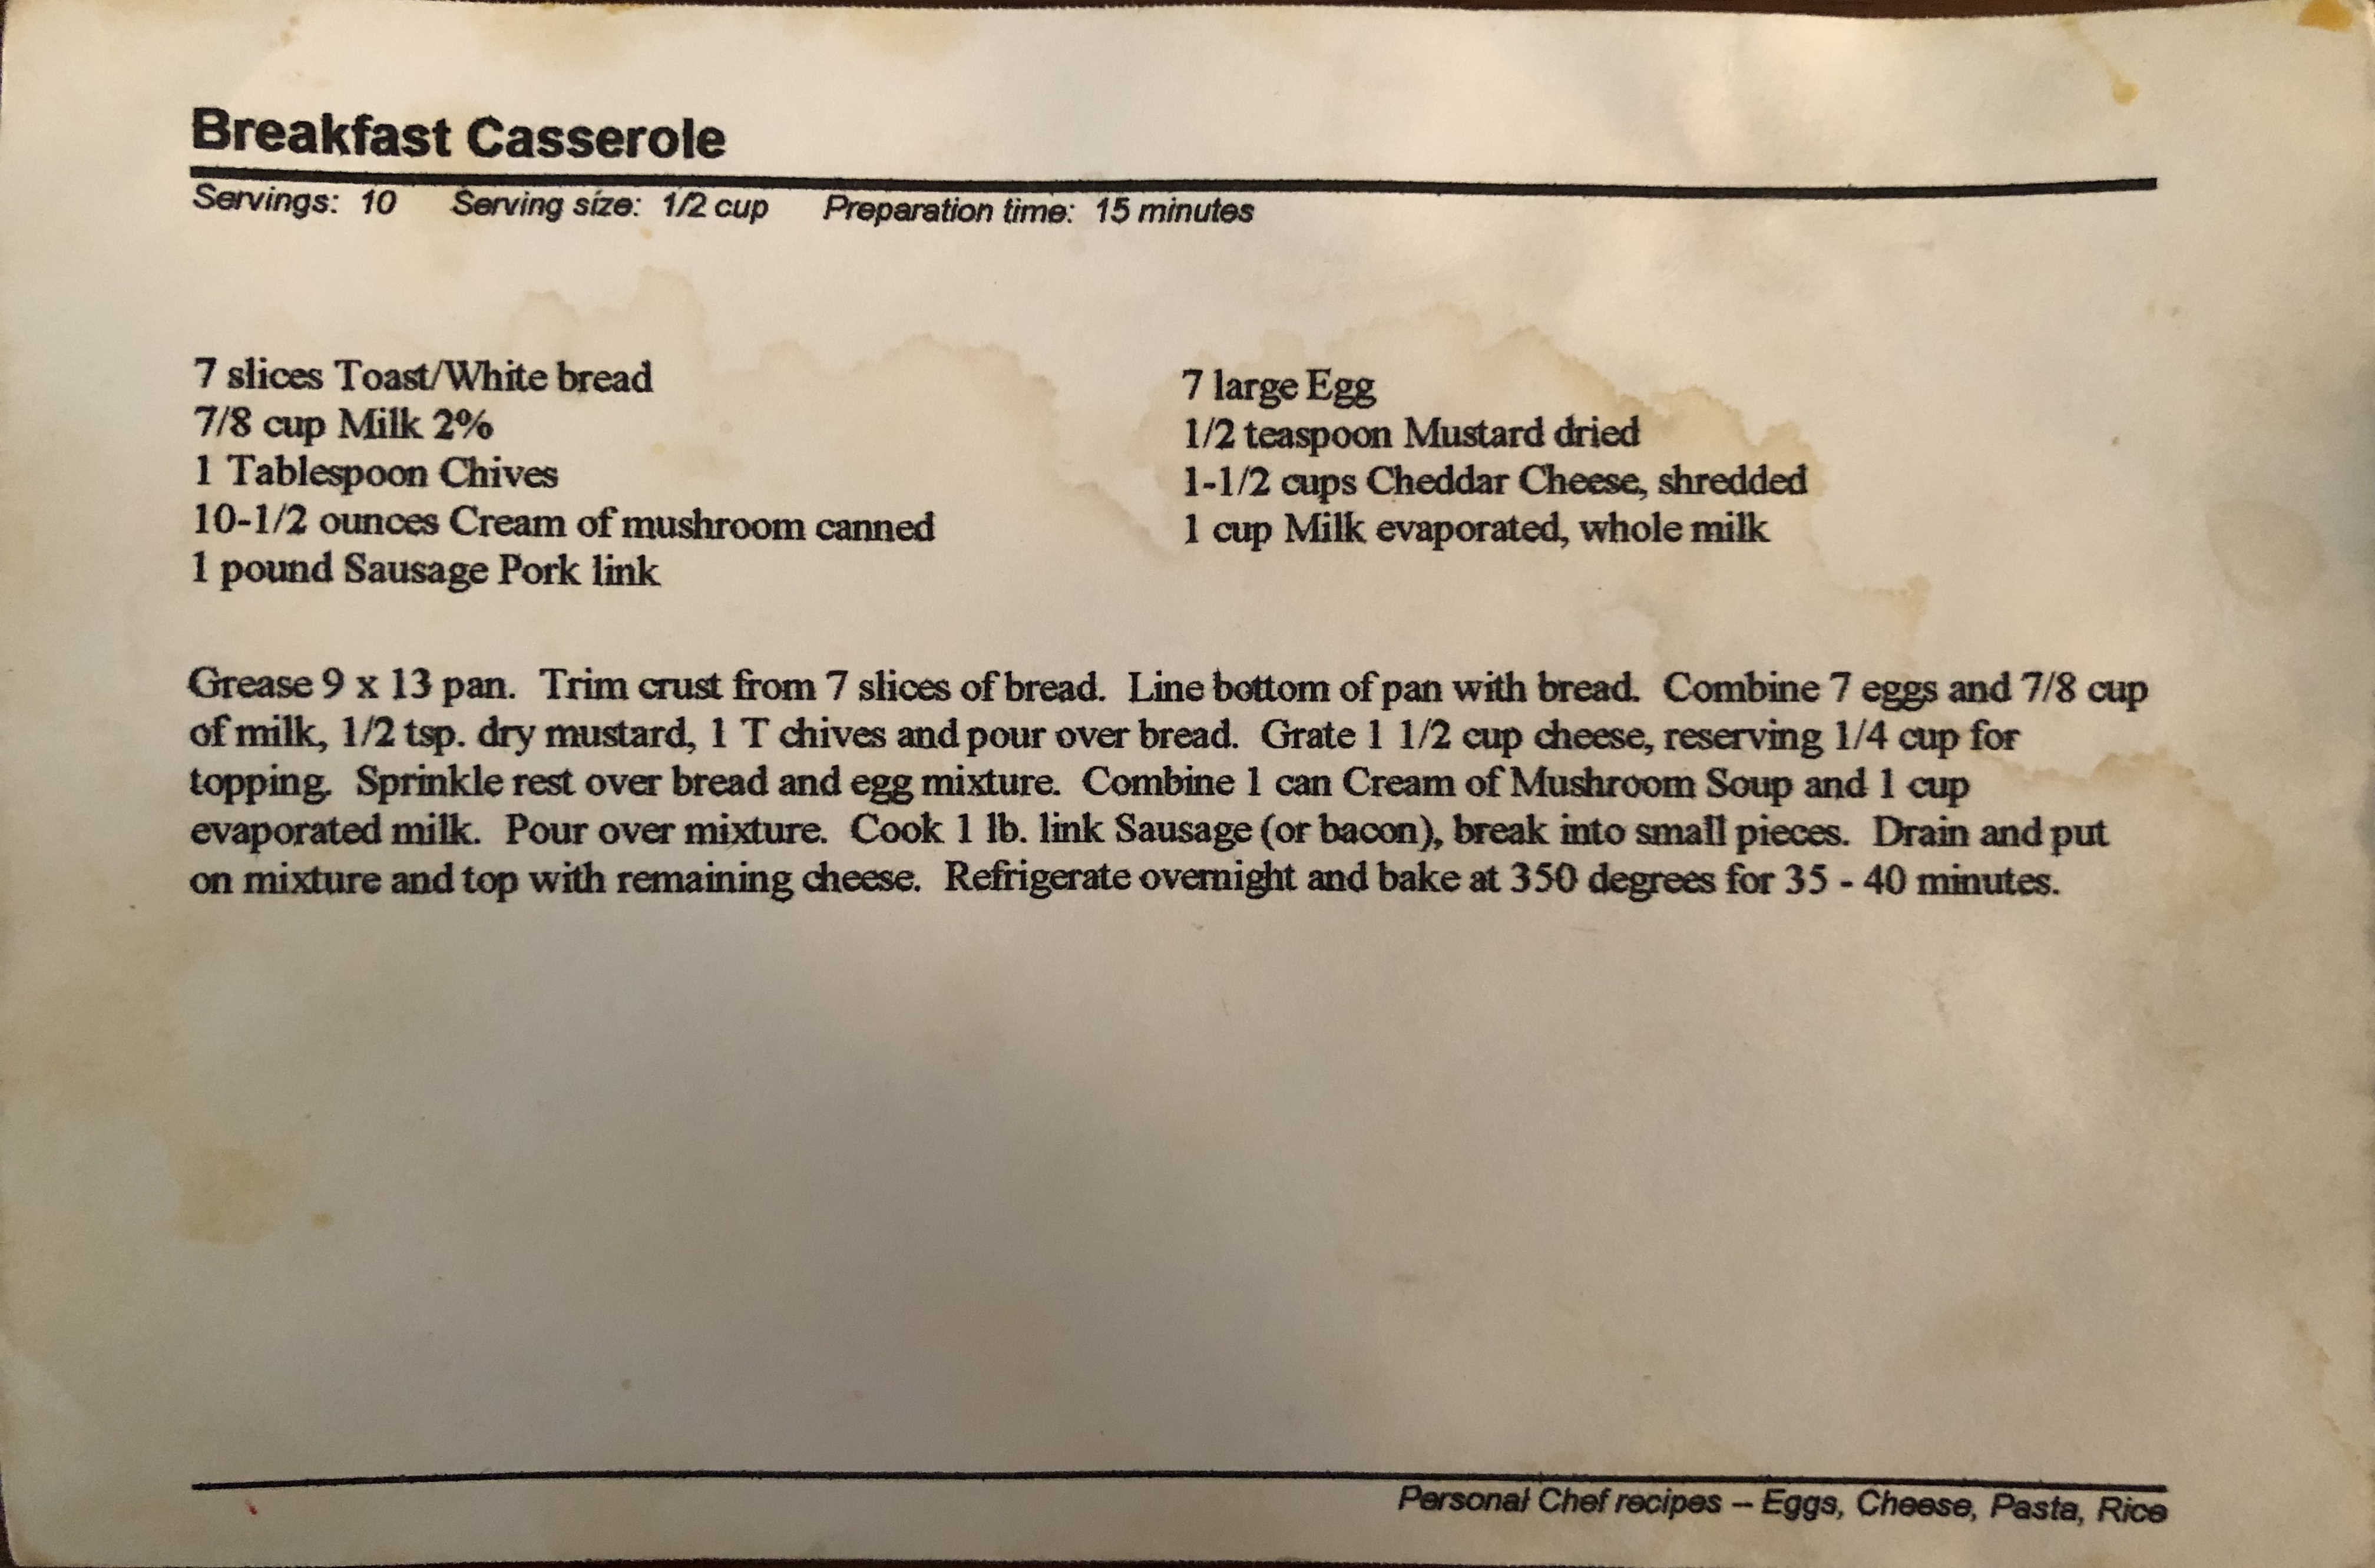 Breakfast Casserole
Servings: 10 Serving size: 1/2 cup Preparation time: 15 minutes
7 slices Toast/White bread
7/8 cup Milk 2%
1 Tablespoon Chives
10-1/2 ounces Cream of mushroom canned
1 pound Sausage Pork link
7 large Egg
1/2 teaspoon Mustard dried
1-1/2 cups Cheddar Cheese, shredded
1 cup Milk evaporated, whole milk
Grease 9 x 13 pan. Trim crust from 7 slices of bread. Line bottom of pan with bread. Combine 7 eggs and 7/8 cup
of milk, 1/2 tsp. dry mustard, 1 T chives and pour over bread. Grate 1 1/2 cup cheese, reserving 1/4 cup for
topping. Sprinkle rest over bread and egg mixture. Combine 1 can Cream of Mushroom Soup and 1 cup
evaporated milk. Pour over mixture. Cook 1 lb. link Sausage (or bacon), break into small pieces. Drain and put
on mixture and top with remaining cheese. Refrigerate overnight and bake at 350 degrees for 35 - 40 minutes.
Personal Chef recipes -- Eggs, Cheese, Pasta, Rice